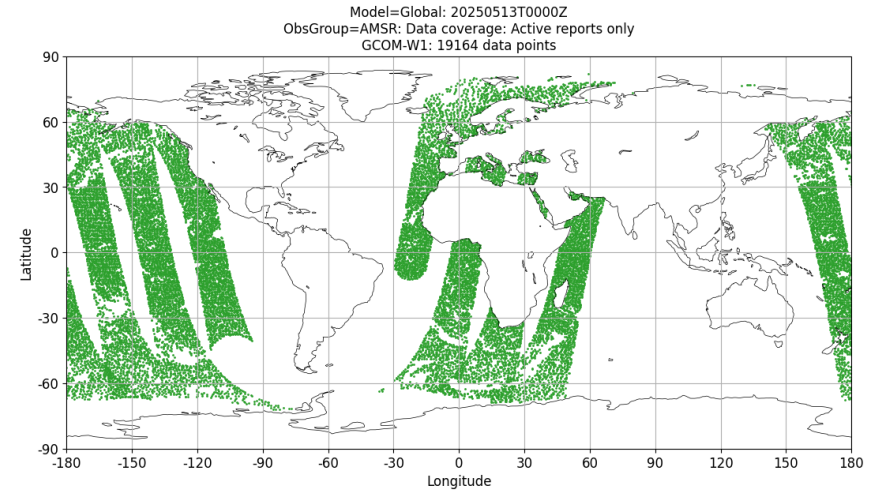 Model=Global: 20250513T0000Z
ObsGroup=AMSR: Data coverage: Active reports only
GCOM-W1: 19164 data points
90
60
30
0
-30
-60
-90
Latitude
-180 -150 -120 -90 -60 -30 0 30 60 90 120 150 180
Longitude